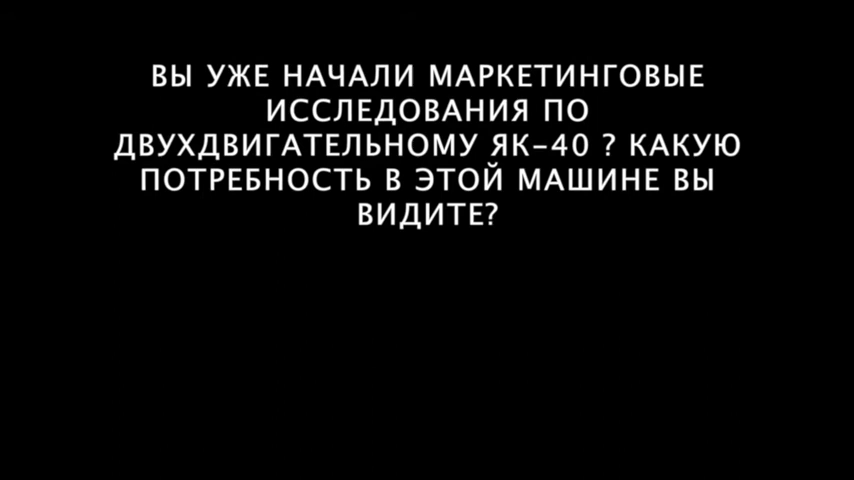 ВЫ УЖЕ НАЧАЛИ МАРКЕТИНГОВЫЕ
ИССЛЕДОВАНИЯ ПО
ДВУХДВИГАТЕЛЬНОМУ ЯК-40 ? КАКУЮ
ПОТРЕБНОСТЬ В ЭТОЙ МАШИНЕ ВЫ
ВИДИТЕ?